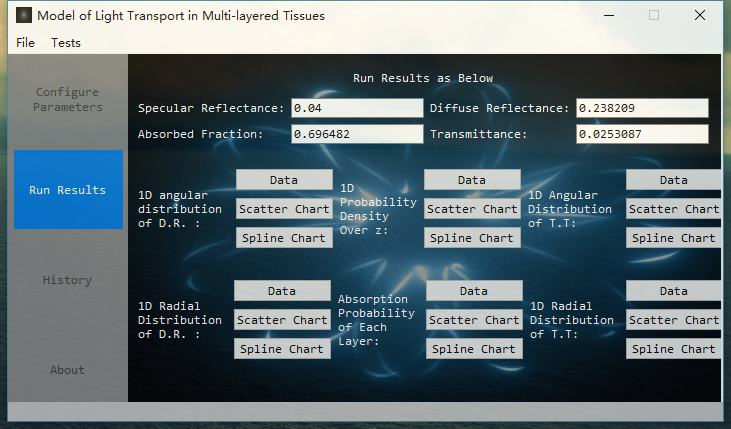 Model of Light Transport in Multi-layered Tissues
File Tests
Configure
Parameters
Run Results
History
About
Run Results as Below
Specular Reflectance: 0.04 Diffuse Reflectance: 0.238209
Absorbed Fraction: 0.696482 Transmittance: 0.0253087
1D angular
distribution
of D.R. :
Data
Scatter Chart
Spline Chart
1D
Probability
Density
Over z:
Data
Scatter Chart
Spline Chart
1D Angular
Distribution
of T.T:
Data
Scatter Chart
Spline Chart
1D Radial
Distribution
of D.R. :
Data
Scatter Chart
Spline Chart
Absorption
Probability
of Each
Layer:
Data
Scatter Chart
Spline Chart
1D Radial
Distribution
of T.T:
Data
Scatter Chart
Spline Chart